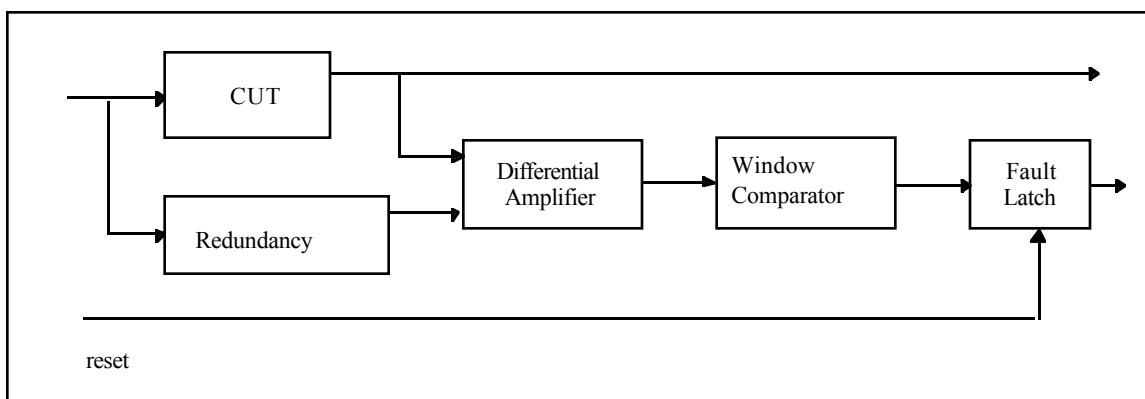 CUT
Differential
Amplifier
Window
Comparator
Fault
Latch
Redundancy
reset